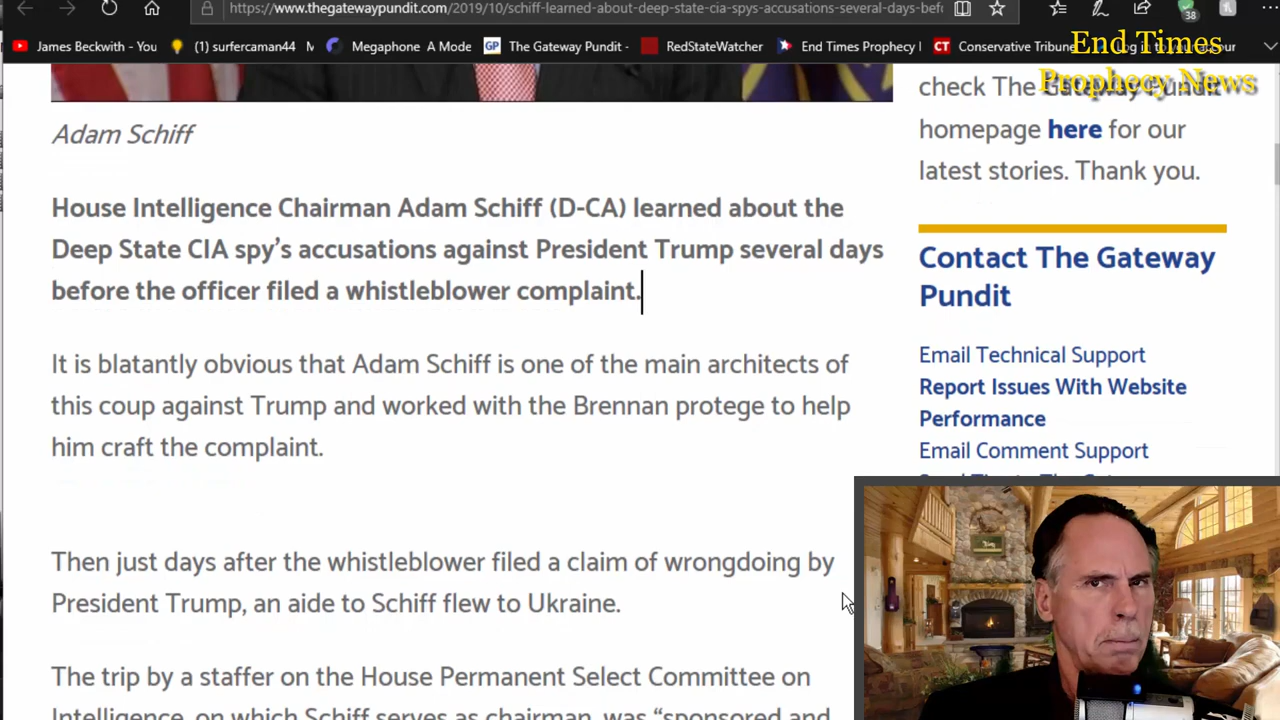 https://www.thegatewaypundit.com/2019/10/schiff-learned-about-deep-state-cia-spys-accusations-several-days-bef
38
James Beckwith - You
(1) surfercaman44
Megaphone A Mode
GP The Gateway Pundit -
RedStateWatcher
End Times Prophecy
CT Conservative Tribune
End Times
Prophecy News
Adam Schiff
House Intelligence Chairman Adam Schiff (D-CA) learned about the
Deep State CIA spy's accusations against President Trump several days
before the officer filed a whistleblower complaint.
It is blatantly obvious that Adam Schiff is one of the main architects of
this coup against Trump and worked with the Brennan protege to help
him craft the complaint.
Then just days after the whistleblower filed a claim of wrongdoing by
President Trump, an aide to Schiff flew to Ukraine.
The trip by a staffer on the House Permanent Select Committee on
Intelligence, on which Schiff serves as chairman, was “sponsored and
check The Gateway Pundit
homepage here for our
latest stories. Thank you.
Contact The Gateway
Pundit
Email Technical Support
Report Issues With Website
Performance
Email Comment Support